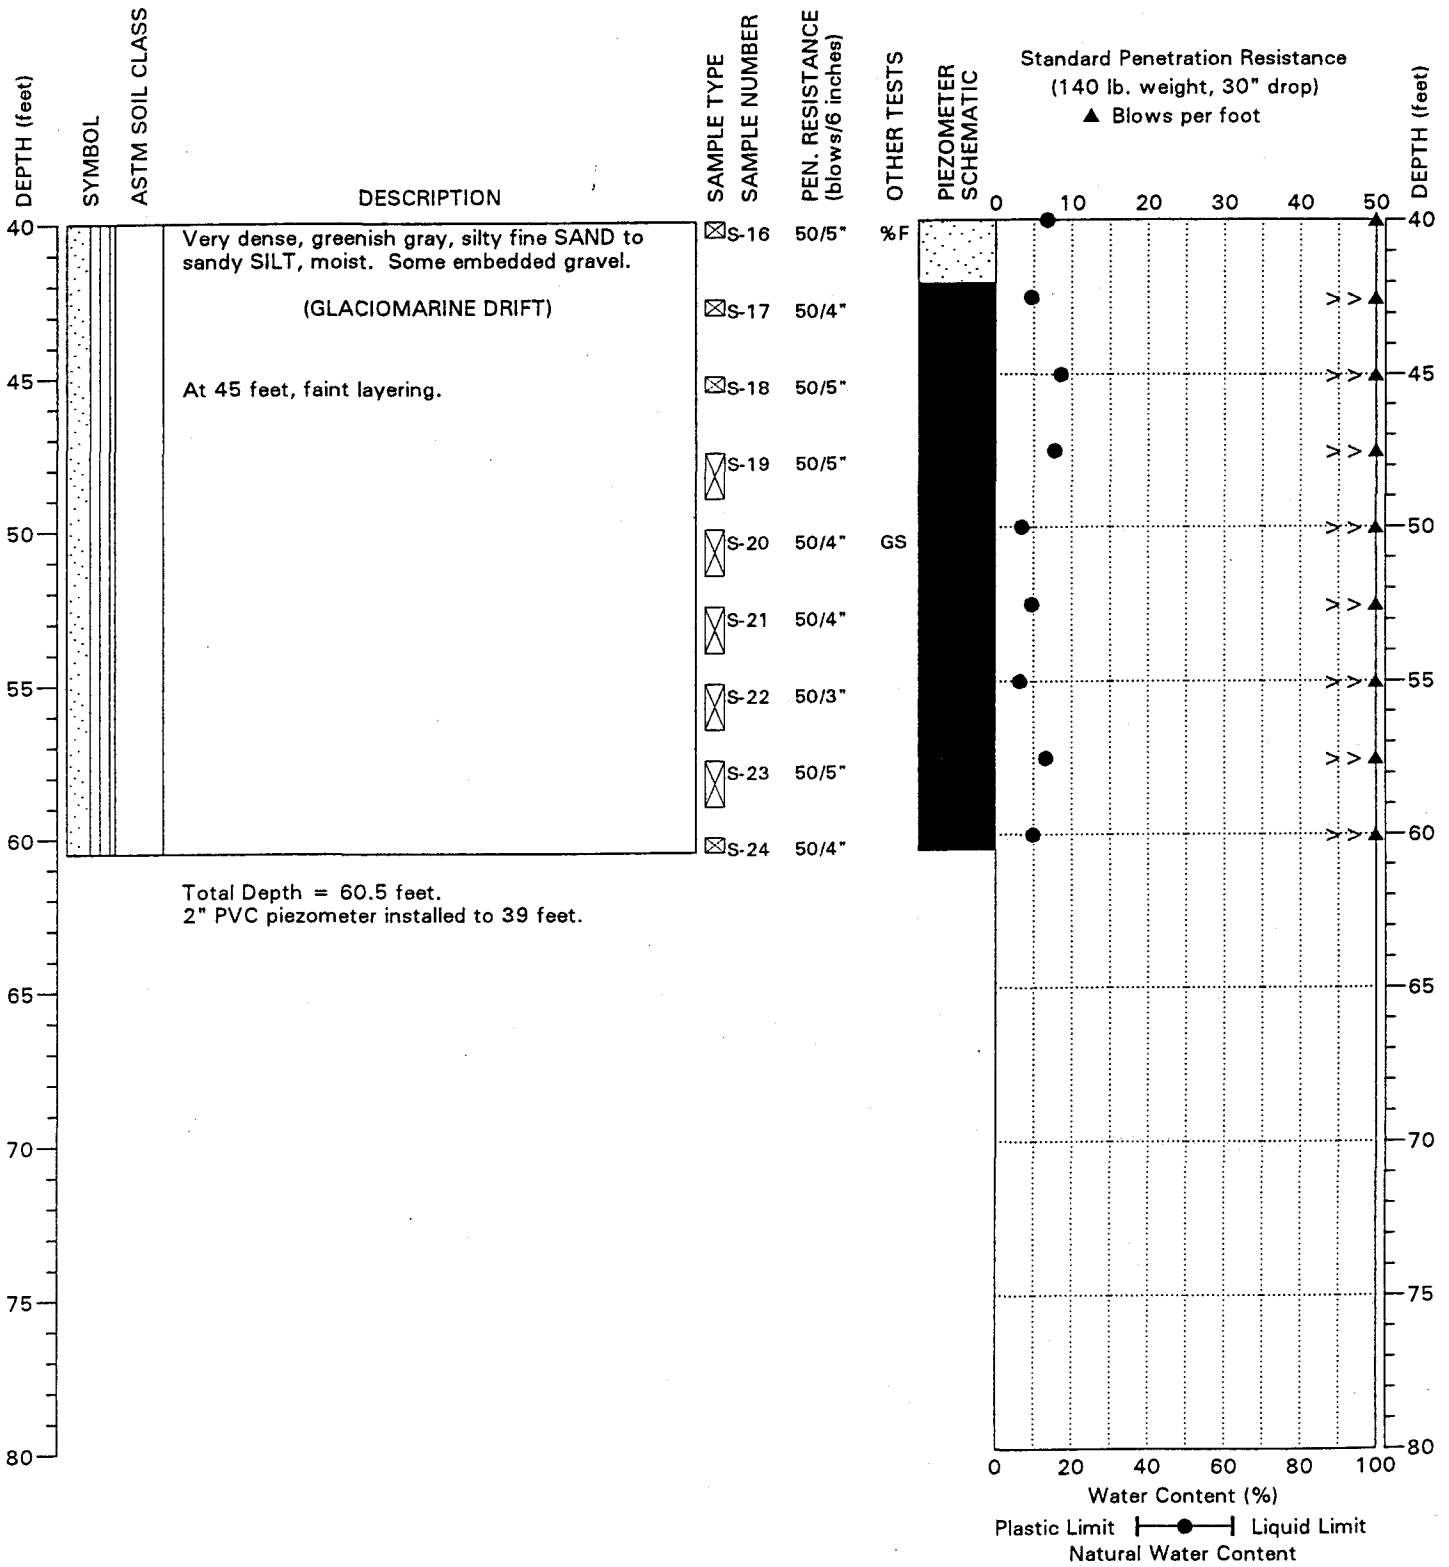 DEPTH (feet)
SYMBOL
ASTM SOIL CLASS
DESCRIPTION
SAMPLE TYPE
SAMPLE NUMBER
PEN. RESISTANCE
(blows/6 inches)
OTHER TESTS
PIEZOMETER
SCHEMATIC
Standard Penetration Resistance
(140 lb. weight, 30" drop)
▲ Blows per foot
DEPTH (feet)
0 10 20 30 40 50
40
Very dense, greenish gray, silty fine SAND to
sandy SILT, moist. Some embedded gravel.
S-16 50/5" %F
40
(GLACIOMARINE DRIFT)
S-17 50/4"
> >
45
At 45 feet, faint layering.
S-18 50/5"
> >
45
S-19 50/5"
> >
50
S-20 50/4" GS
> >
50
S-21 50/4"
> >
55
S-22 50/3"
> >
55
S-23 50/5"
> >
60
S-24 50/4"
> >
60
Total Depth = 60.5 feet.
2" PVC piezometer installed to 39 feet.
65
65
70
70
75
75
80
80
0 20 40 60 80 100
Water Content (%)
Plastic Limit Liquid Limit
Natural Water Content